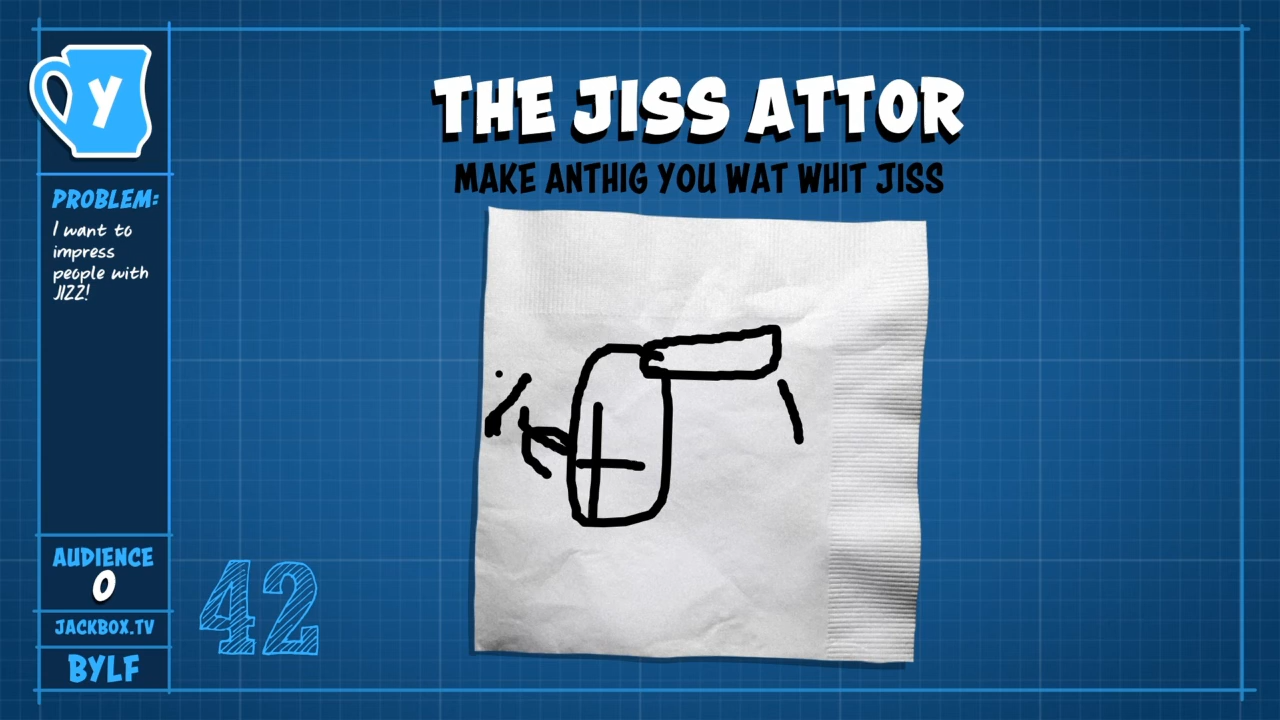 Y
PROBLEM:
I want to
impress
people with
JIZZ!
AUDIENCE
0
JACKBOX.TV
BYLF
42
THE JISS ATTOR
MAKE ANTHIG YOU WAT WHIT JISS